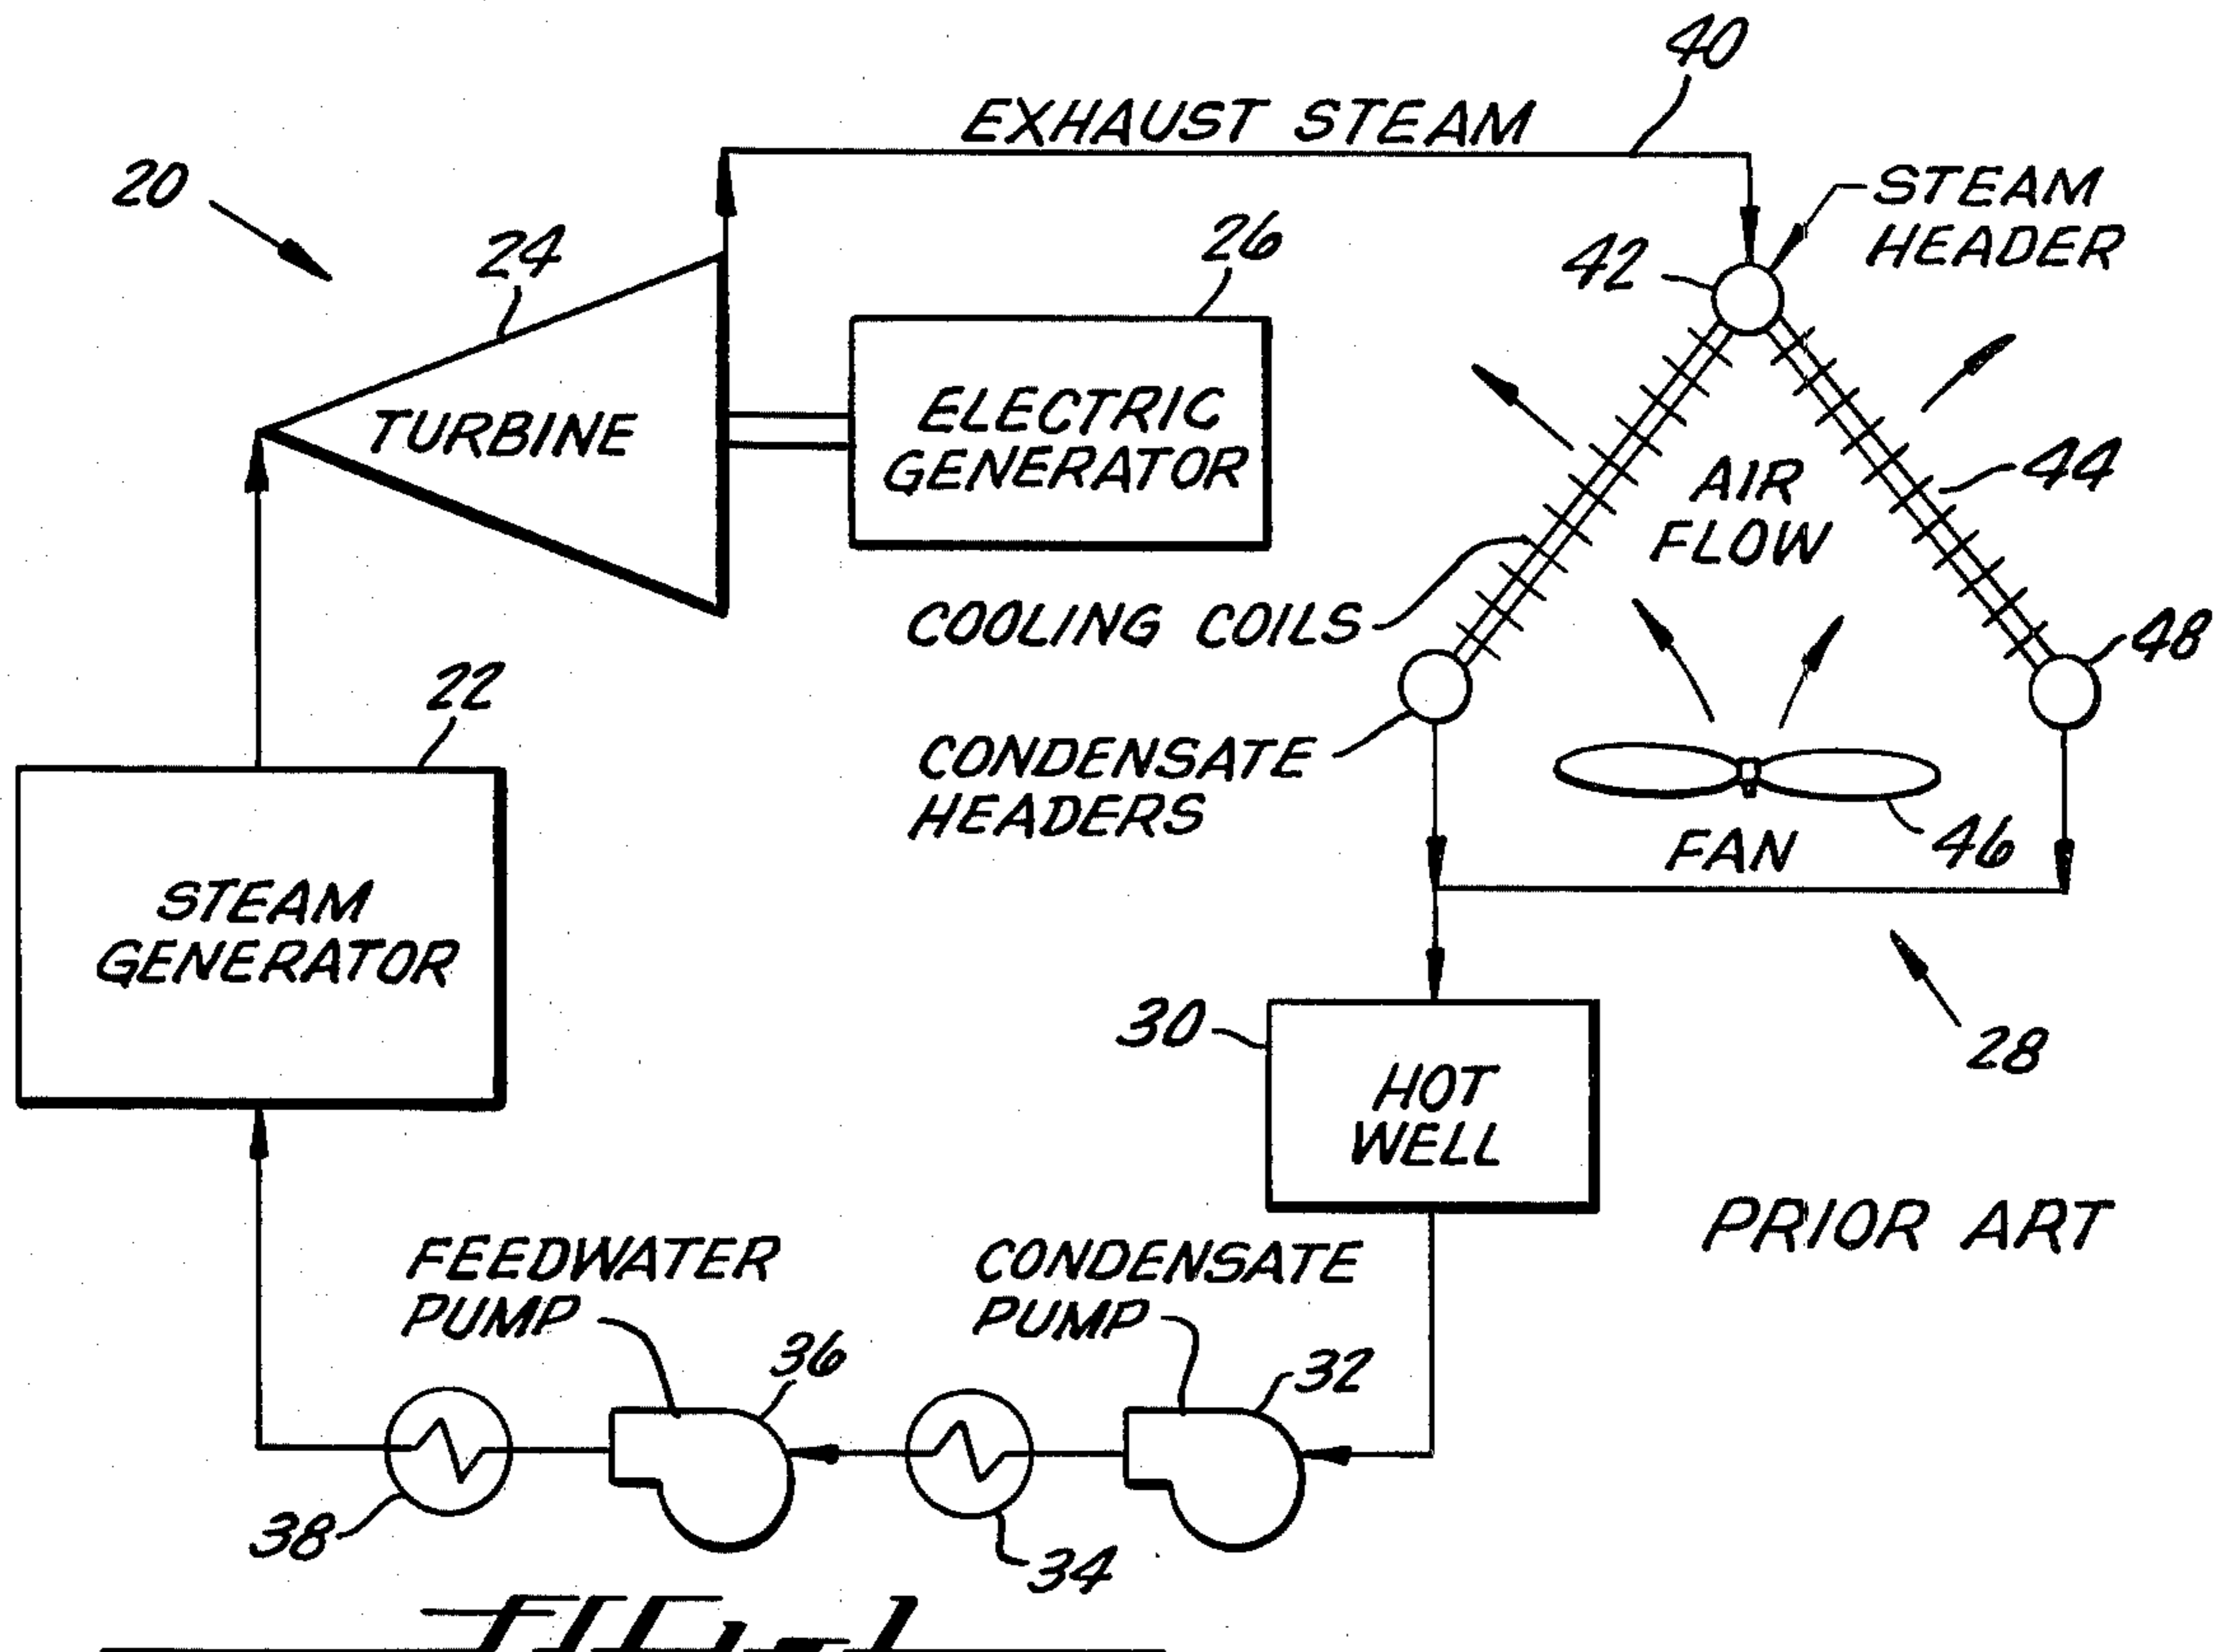 40
EXHAUST STEAM
20
STEAM
HEADER
24
26
42
TURBINE
ELECTRIC
GENERATOR
AIR
FLOW
44
COOLING COILS
48
22
CONDENSATE
HEADERS
FAN
46
STEAM
GENERATOR
30
28
HOT
WELL
PRIOR ART
FEEDWATER
PUMP
CONDENSATE
PUMP
36
32
38
34
FIG. 1